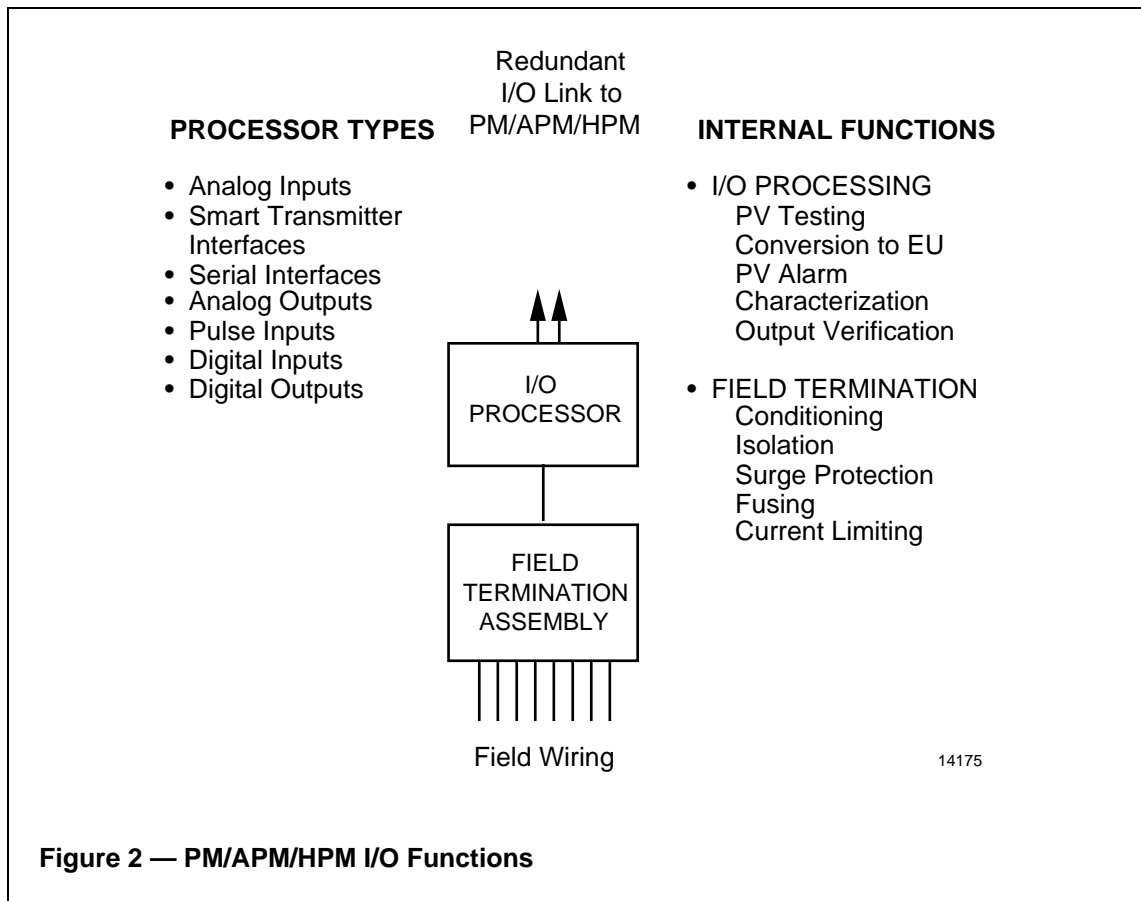 Redundant
I/O Link to
PM/APM/HPM
PROCESSOR TYPES
• Analog Inputs
• Smart Transmitter
Interfaces
• Serial Interfaces
• Analog Outputs
• Pulse Inputs
• Digital Inputs
• Digital Outputs
I/O
PROCESSOR
FIELD
TERMINATION
ASSEMBLY
Field Wiring
INTERNAL FUNCTIONS
• I/O PROCESSING
PV Testing
Conversion to EU
PV Alarm
Characterization
Output Verification
• FIELD TERMINATION
Conditioning
Isolation
Surge Protection
Fusing
Current Limiting
14175
Figure 2 — PM/APM/HPM I/O Functions